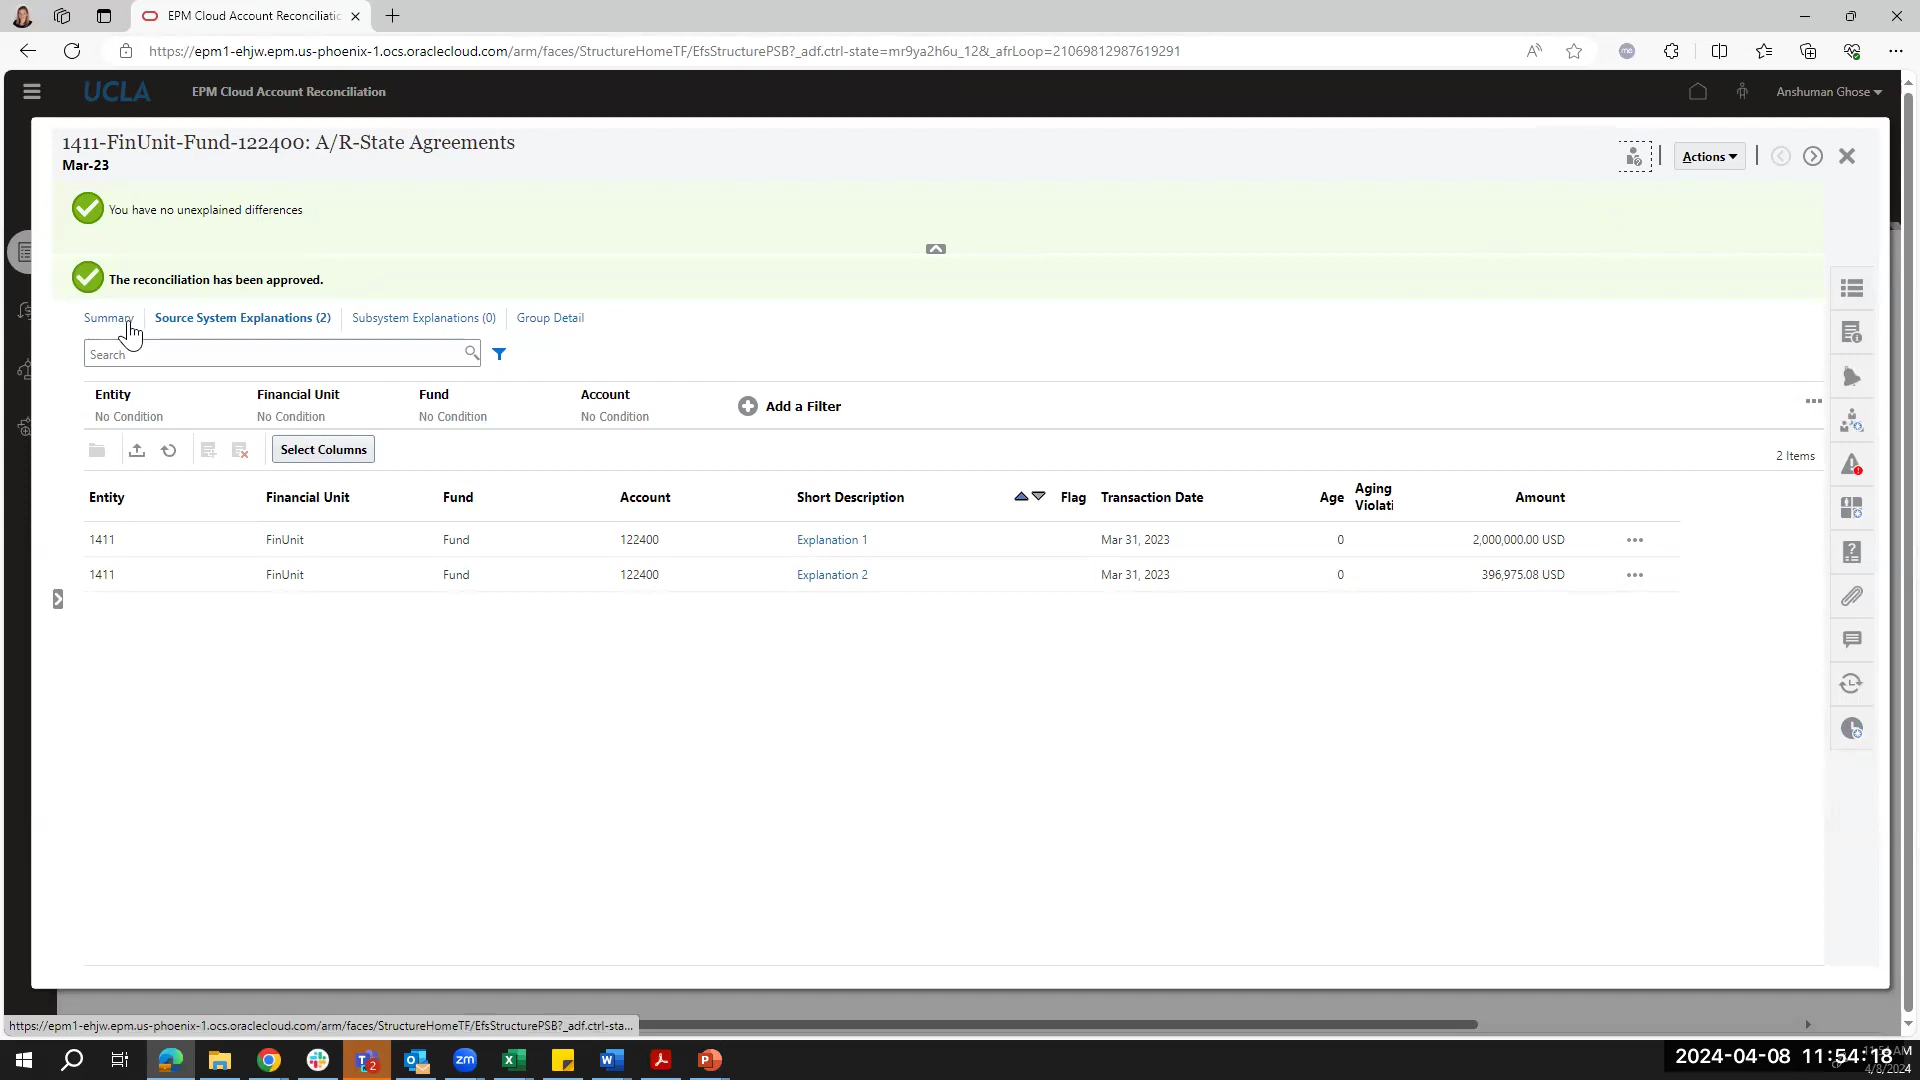 EPM Cloud Account Reconciliatic
https://epm1-ehjw.epm.us-phoenix-1.ocs.oraclecloud.com/arm/faces/StructureHomeTF/EfsStructurePSB?_adf.ctrl-state=mr9ya2h6u_12&_afrLoop=21069812987619291
UCLA EPM Cloud Account Reconciliation Anshuman Ghose
1411-FinUnit-Fund-122400: A/R-State Agreements
Mar-23
Actions
You have no unexplained differences
The reconciliation has been approved.
Summary Source System Explanations (2) Subsystem Explanations (0) Group Detail
Search
Entity Financial Unit Fund Account
No Condition No Condition No Condition No Condition
Add a Filter
Select Columns
2 Items
Entity Financial Unit Fund Account Short Description Flag Transaction Date Age Aging Violati Amount
1411 FinUnit Fund 122400 Explanation 1 Mar 31, 2023 0 2,000,000.00 USD
1411 FinUnit Fund 122400 Explanation 2 Mar 31, 2023 0 396,975.08 USD
https://epm1-ehjw.epm.us-phoenix-1.ocs.oraclecloud.com/arm/faces/StructureHomeTF/EfsStructurePSB?_adf.ctrl-sta...
2024-04-08 11:54:18
4/8/2024